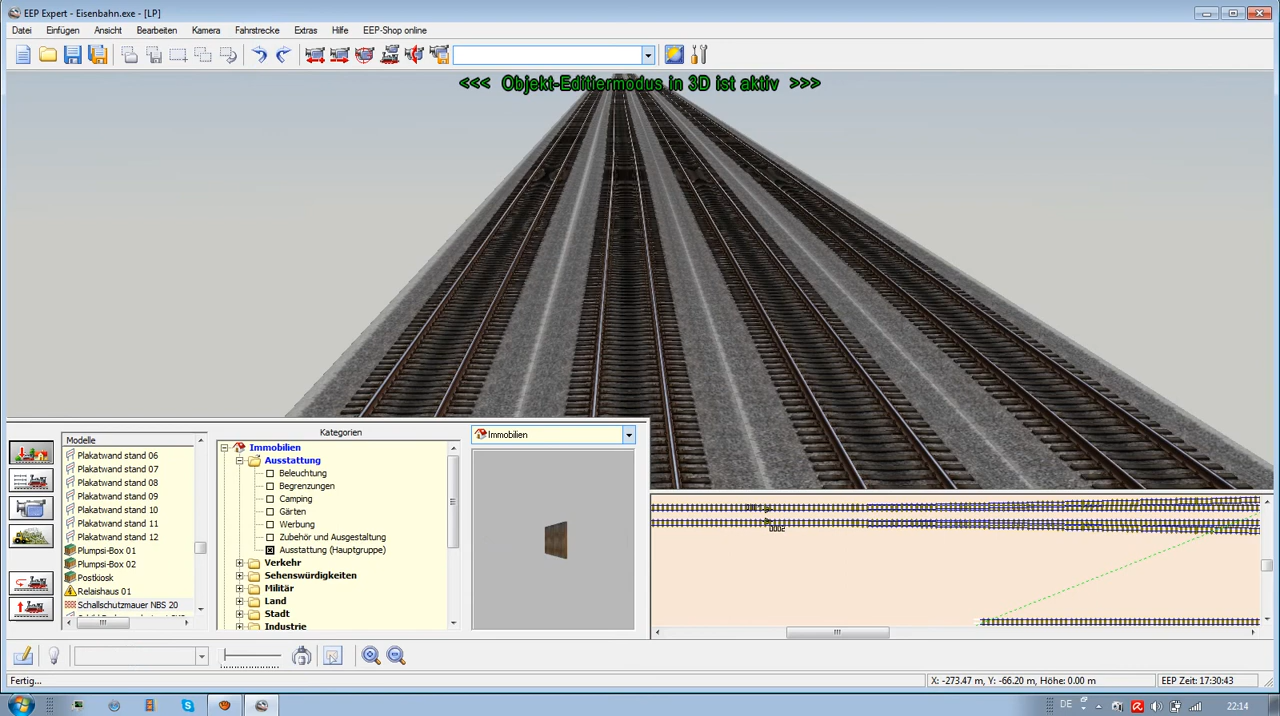 EEP Expert - Eisenbahn.exe - [LP]
Datei Einfügen Ansicht Bearbeiten Kamera Fahrstrecke Extras Hilfe EEP-Shop online
<<< Objekt-Editiermodus in 3D ist aktiv >>>
Modelle
Plakatwand stand 06
Plakatwand stand 07
Plakatwand stand 08
Plakatwand stand 09
Plakatwand stand 10
Plakatwand stand 11
Plakatwand stand 12
Plumpsi-Box 01
Plumpsi-Box 02
Postkiosk
Relaishaus 01
Schallschutzmauer NBS 20
Kategorien
Immobilien
Ausstattung
Beleuchtung
Begrenzungen
Camping
Gärten
Werbung
Zubehör und Ausgestaltung
Ausstattung (Hauptgruppe)
Verkehr
Sehenswürdigkeiten
Militär
Land
Stadt
Industrie
Immobilien
0002
Fertig...
X: -273.47 m, Y: -66.20 m, Höhe: 0.00 m
EEP Zeit: 17:30:43
DE
22:14